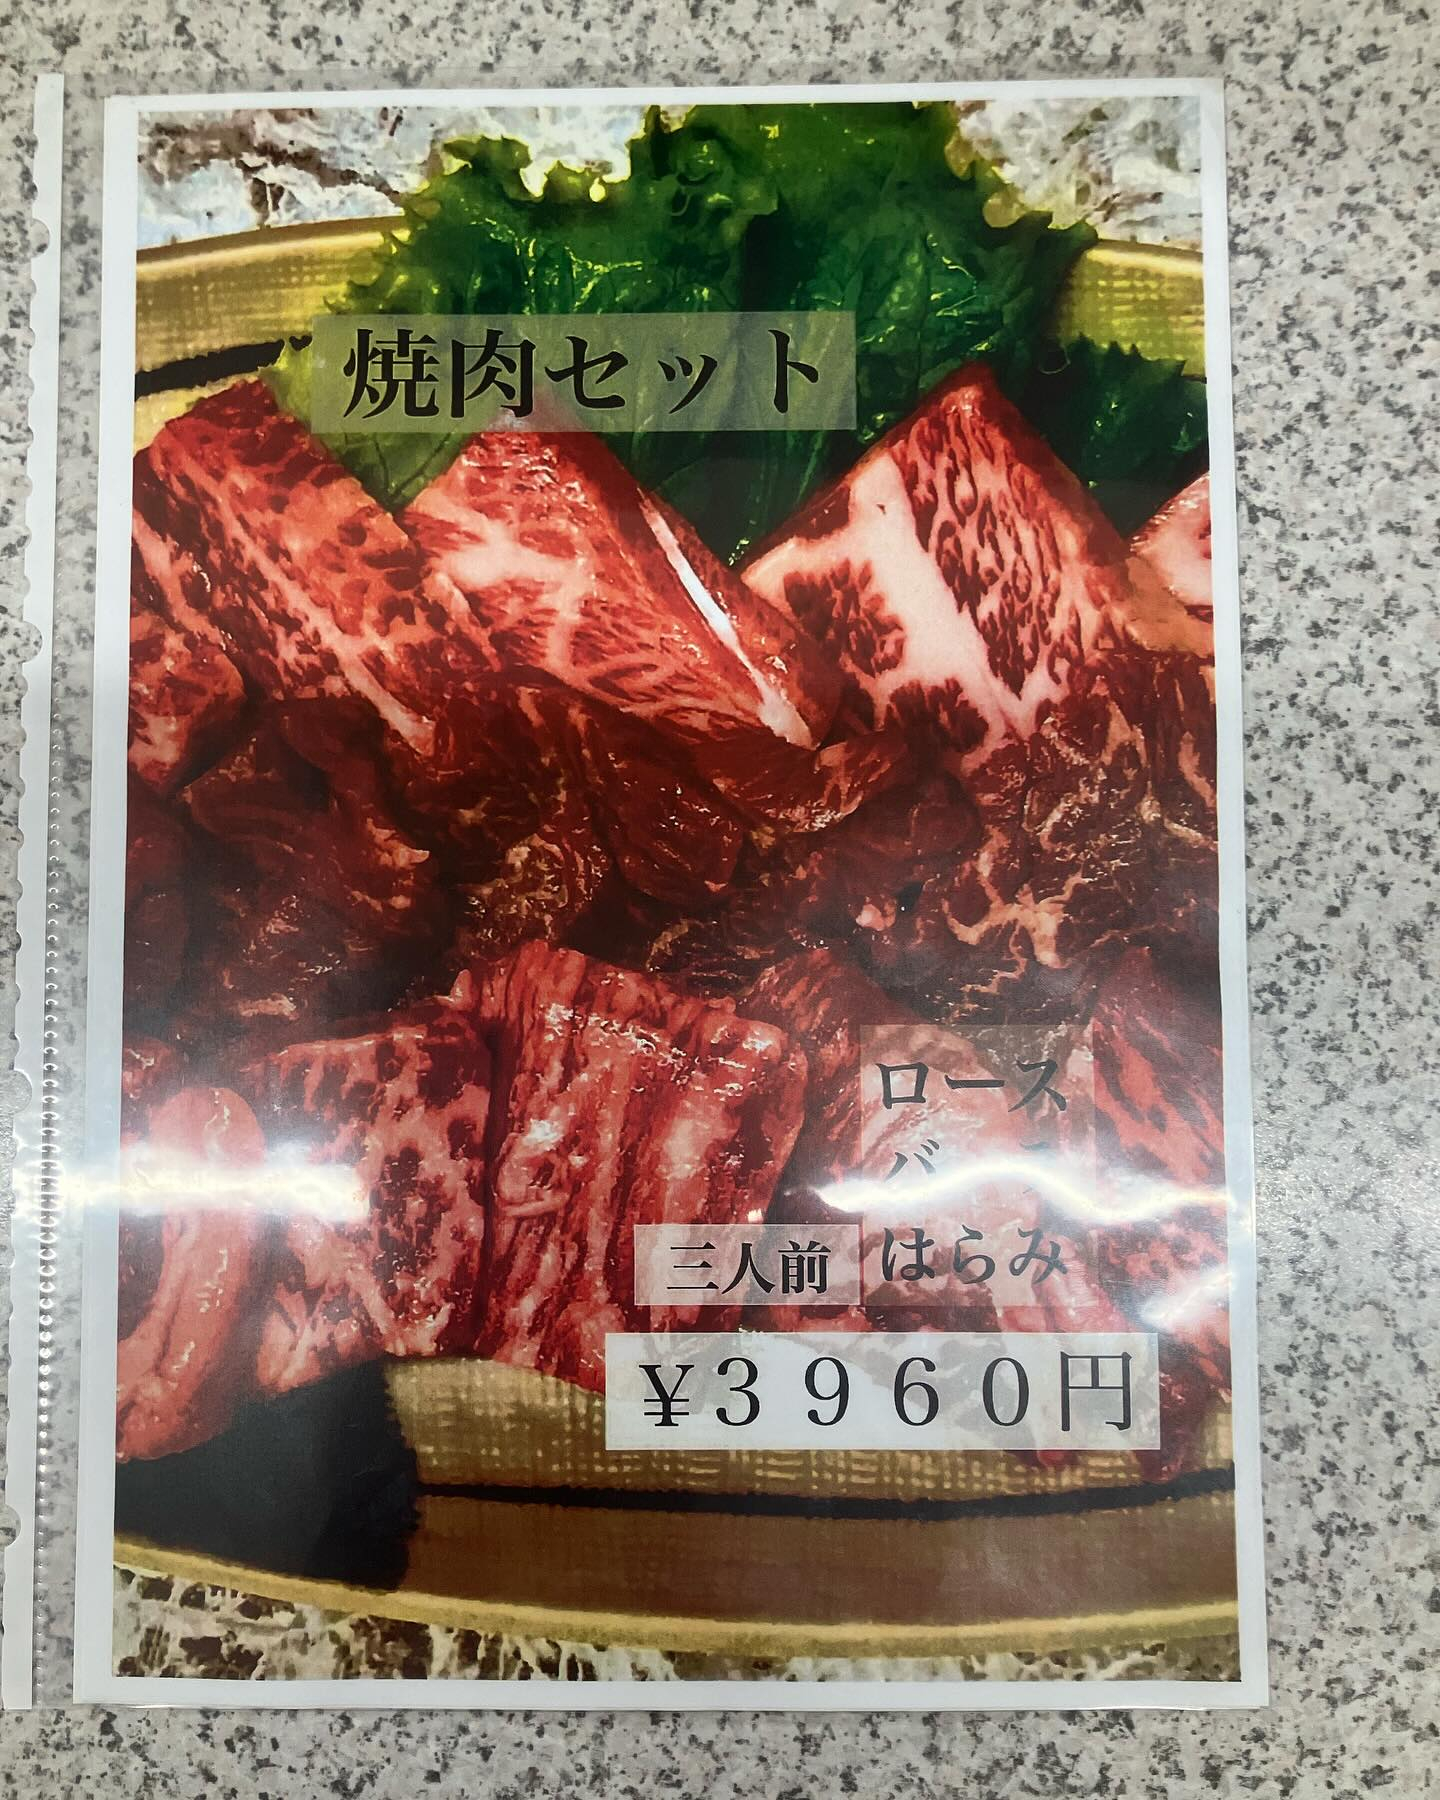 焼肉セット
ロース
はらみ
三人前
¥３９６０円